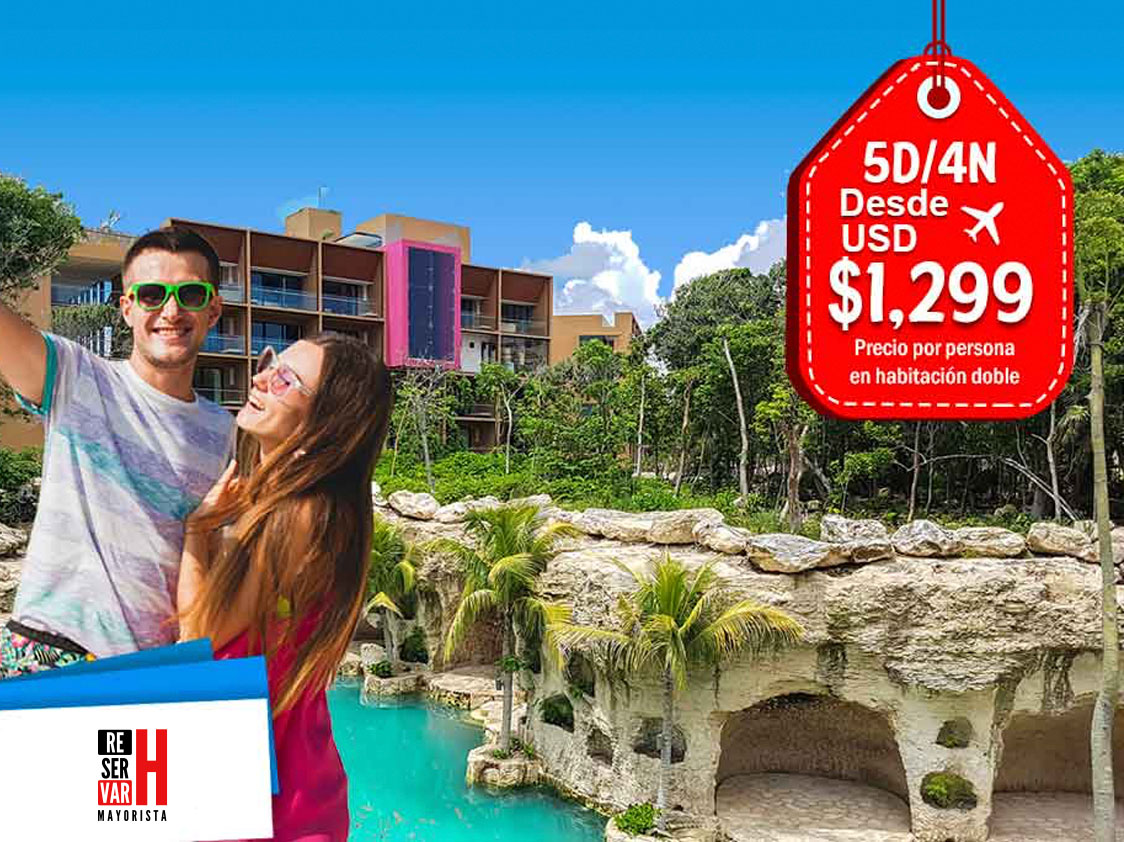 5D/4N
Desde
USD
$1,299
Precio por persona
en habitación doble
RE
SER
VAR
H
MAYORISTA